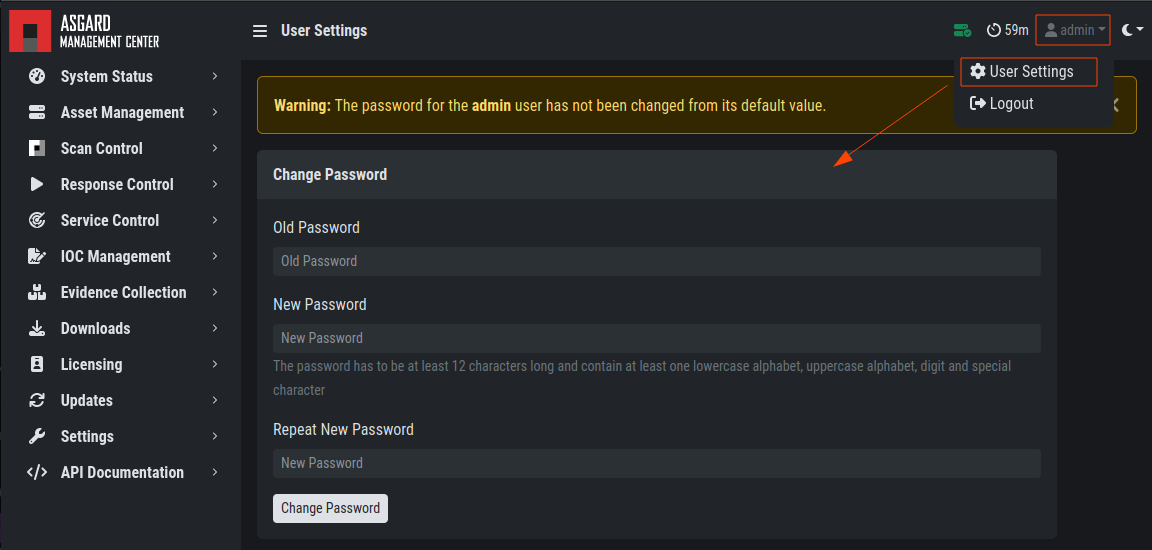 ASGARD
MANAGEMENT CENTER
User Settings
59m
admin
User Settings
Logout
System Status
Asset Management
Scan Control
Response Control
Service Control
IOC Management
Evidence Collection
Downloads
Licensing
Updates
Settings
API Documentation
Warning: The password for the admin user has not been changed from its default value.
Change Password
Old Password
Old Password
New Password
New Password
The password has to be at least 12 characters long and contain at least one lowercase alphabet, uppercase alphabet, digit and special
character
Repeat New Password
New Password
Change Password